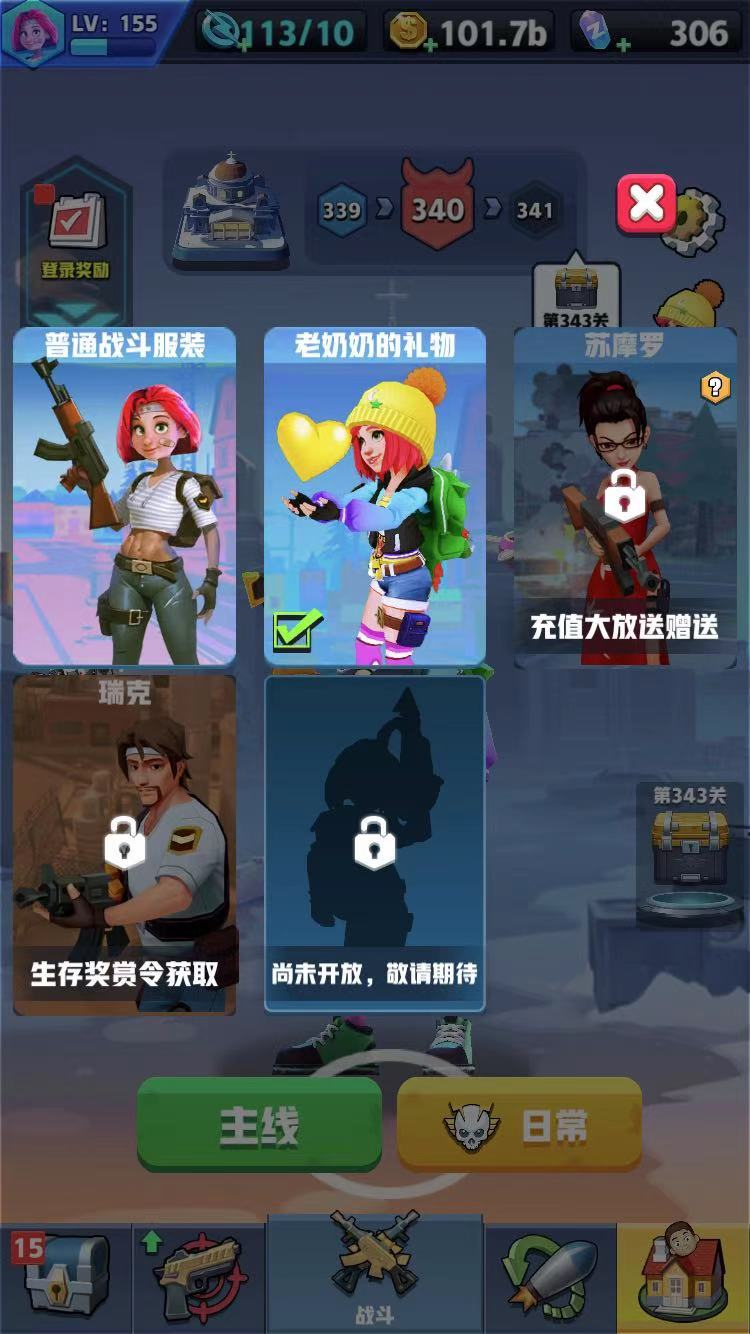 LV: 155
113/10
101.7b
306
339
340
341
登录奖励
第343关
普通战斗服装
老奶奶的礼物
苏摩罗
?
充值大放送赠送
瑞克
第343关
生存奖赏令获取
尚未开放，敬请期待
主线
日常
15
战斗